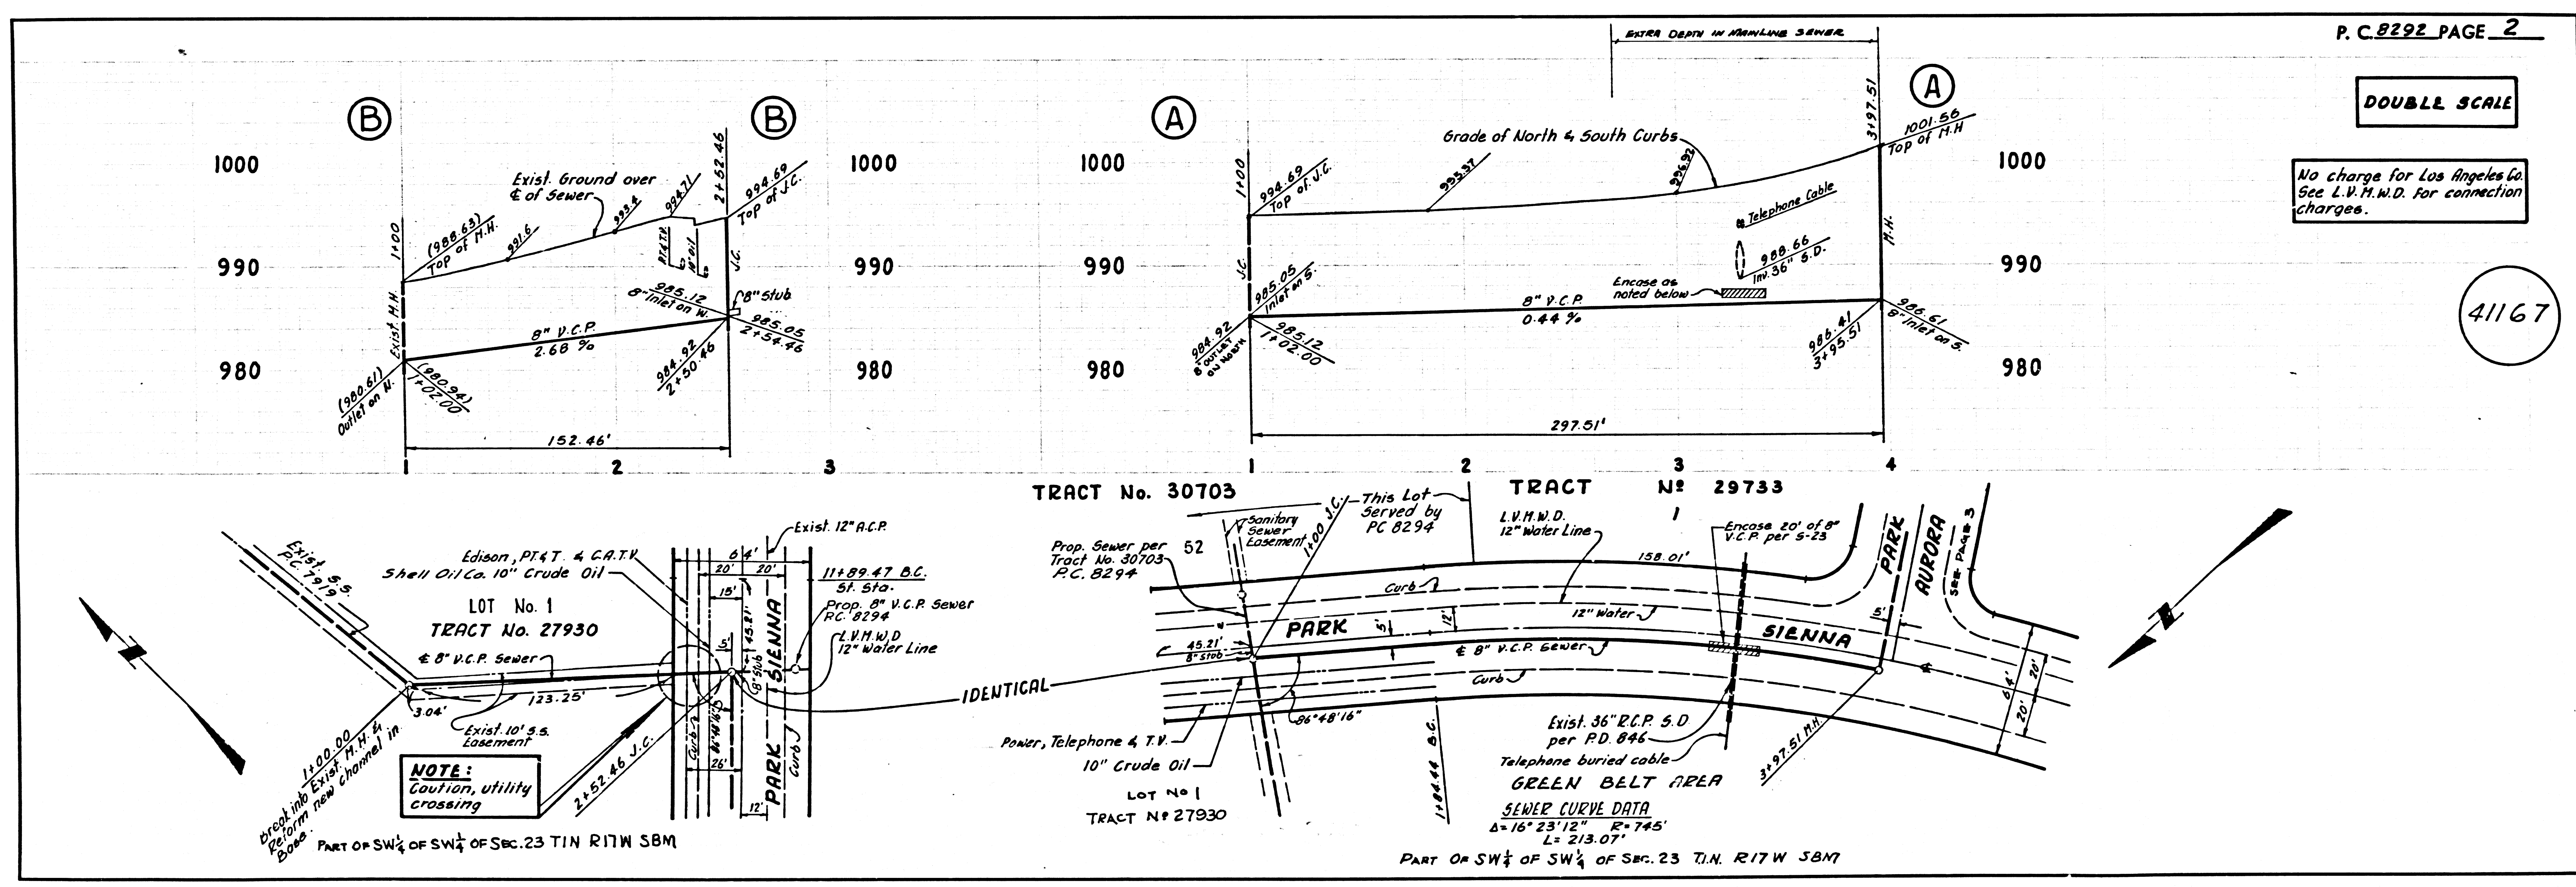 P. C. 8292 PAGE 2
DOUBLE SCALE
No charge for Los Angeles Co.
See L.V.M.W.D. For connection
charges.
41167
EXTRA DEPTH IN MAINLINE SEWER
B
B
A
A
1000
990
980
1000
990
980
1000
990
980
1000
990
980
1+00
(988.63)
Top of M.H.
Exist. Ground over
℄ of Sewer
991.6
993.4
994.71
2+52.46
994.69
Top of J.C.
P.T.& T.V.
10" Oil
J.C.
Exist. M.H.
985.12
8" Inlet on W.
8" Stub
985.05
2+54.46
8" V.C.P.
2.68 %
984.92
2+50.46
(980.61)
Outlet on N.
(980.94)
1+02.00
152.46'
1
2
3
1+00
994.69
Top of J.C.
995.37
Grade of North & South Curbs
996.92
3+97.51
1001.56
Top of M.H
Telephone Cable
988.66
Inv. 36" S.D.
M.H.
J.C.
985.05
Inlet on S.
Encase as
noted below
8" V.C.P.
0.44 %
984.92
8" OUTLET
ON NORTH
985.12
1+02.00
986.41
3+95.51
986.61
8" Inlet on S.
297.51'
1
2
3
4
Exist. S.S.
P.C. 7919
Edison, P.T.& T. & C.A.T.V.
Shell Oil Co. 10" Crude Oil
LOT No. 1
TRACT No. 27930
℄ 8" V.C.P. Sewer
3.04'
123.25'
Exist. 10' S.S.
Easement
1+00.00
Break into Exist. M.H. &
Reform new channel in
Base.
NOTE:
Caution, utility
crossing
2+52.46 J.C.
Exist. 12" A.C.P.
64'
20'
20'
15'
5'
45.21'
8" Stub
SIENNA
PARK
Curb
Curb
86°48'16"
26'
12'
11+89.47 B.C.
St. Sta.
Prop. 8" V.C.P. Sewer
P.C. 8294
L.V.M.W.D
12" Water Line
IDENTICAL
PART OF SW¼ OF SW¼ OF SEC. 23 T1N R17W SBM
TRACT No. 30703
TRACT Nº 29733
1
Sanitary
Sewer
Easement
1+00 J.C.
This Lot
Served by
PC 8294
L.V.M.W.D.
12" Water Line
Encase 20' of 8"
V.C.P. per S-23
Prop. Sewer per
Tract No. 30703
P.C. 8294
52
158.01'
Curb
12" Water
12'
5'
PARK
SIENNA
PARK
AURORA
SEE PAGE 3
5'
45.21'
8" Stub
℄ 8" V.C.P. Sewer
Curb
℄
86°48'16"
64'
20'
20'
Power, Telephone & T.V.
10" Crude Oil
LOT No 1
TRACT Nº 27930
1+84.44 B.C.
Exist. 36" R.C.P. S.D
per P.D. 846
Telephone buried cable
3+97.51 M.H.
GREEN BELT AREA
SEWER CURVE DATA
Δ=16° 23' 12" R=745'
L= 213.07'
PART OF SW¼ OF SW¼ OF SEC. 23 T.1N. R17W SBM